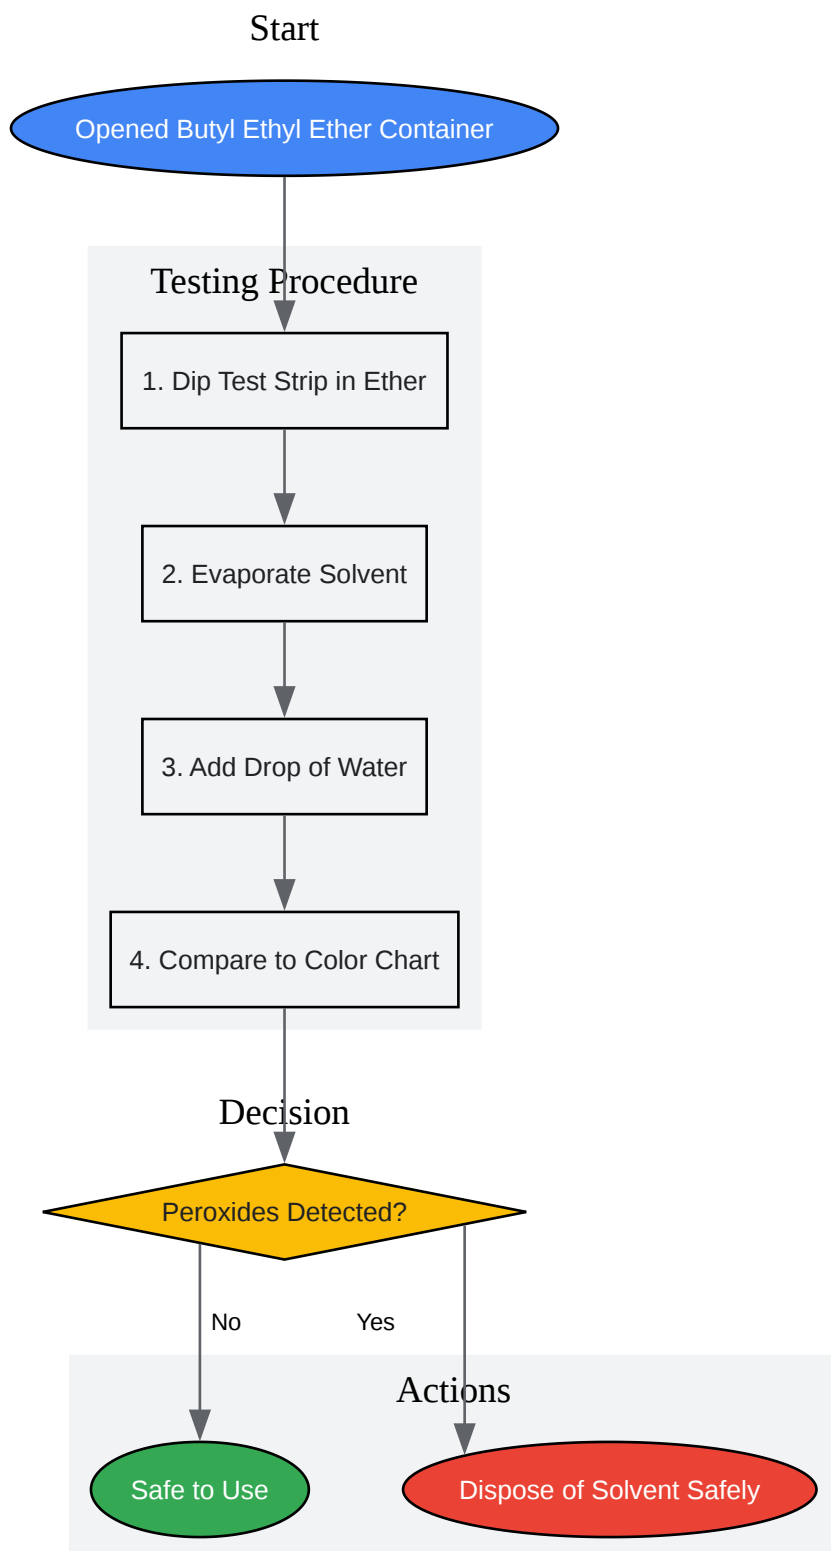 Start
Opened Butyl Ethyl Ether Container
Testing Procedure
1. Dip Test Strip in Ether
2. Evaporate Solvent
3. Add Drop of Water
4. Compare to Color Chart
Decision
Peroxides Detected?
No
Yes
Actions
Safe to Use
Dispose of Solvent Safely